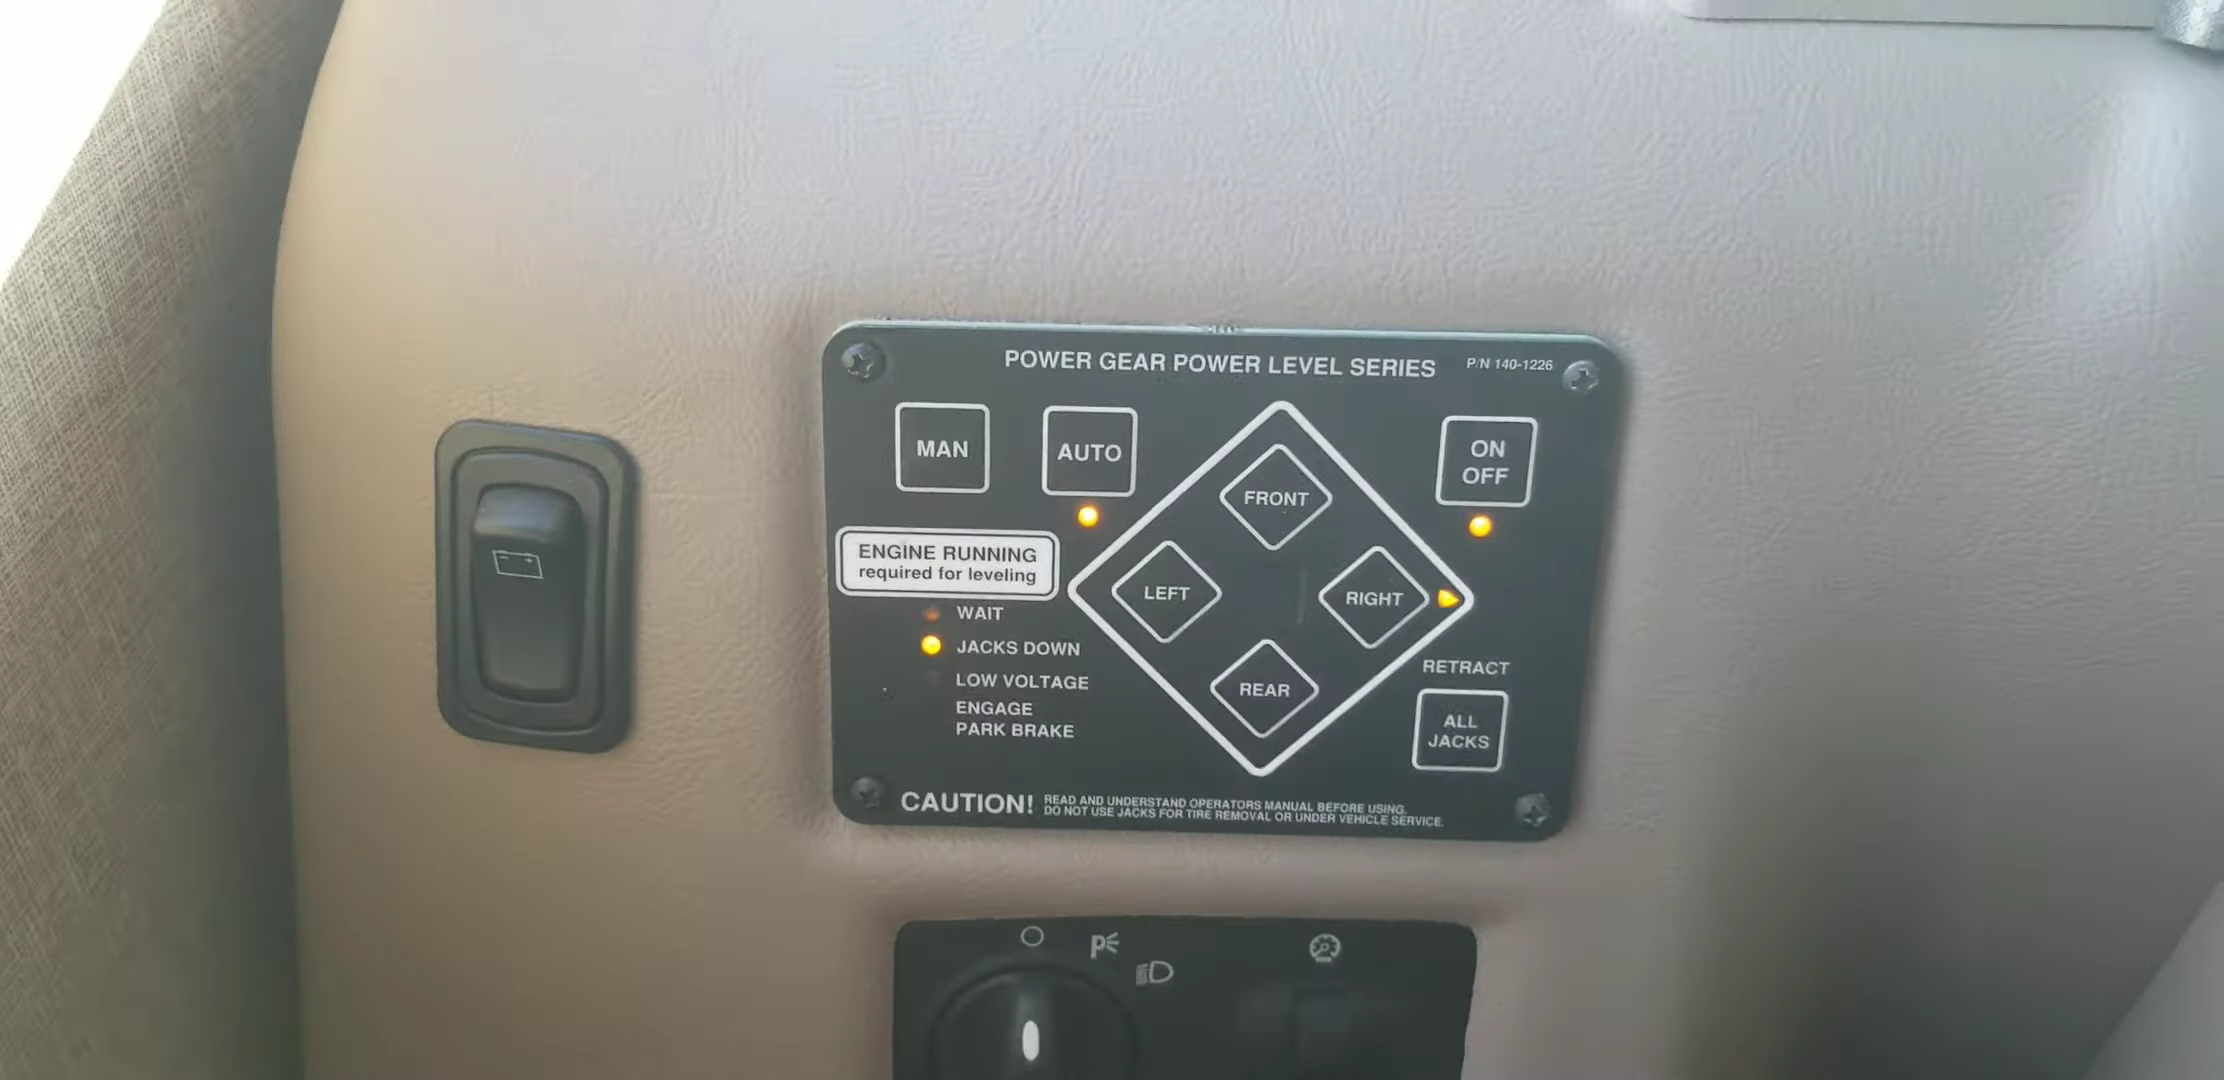 POWER GEAR POWER LEVEL SERIES P/N 140-1226
MAN
AUTO
ON
OFF
FRONT
LEFT
RIGHT
REAR
ENGINE RUNNING
required for leveling
WAIT
JACKS DOWN
LOW VOLTAGE
ENGAGE
PARK BRAKE
RETRACT
ALL
JACKS
CAUTION! READ AND UNDERSTAND OPERATORS MANUAL BEFORE USING.
DO NOT USE JACKS FOR TIRE REMOVAL OR UNDER VEHICLE SERVICE.
P